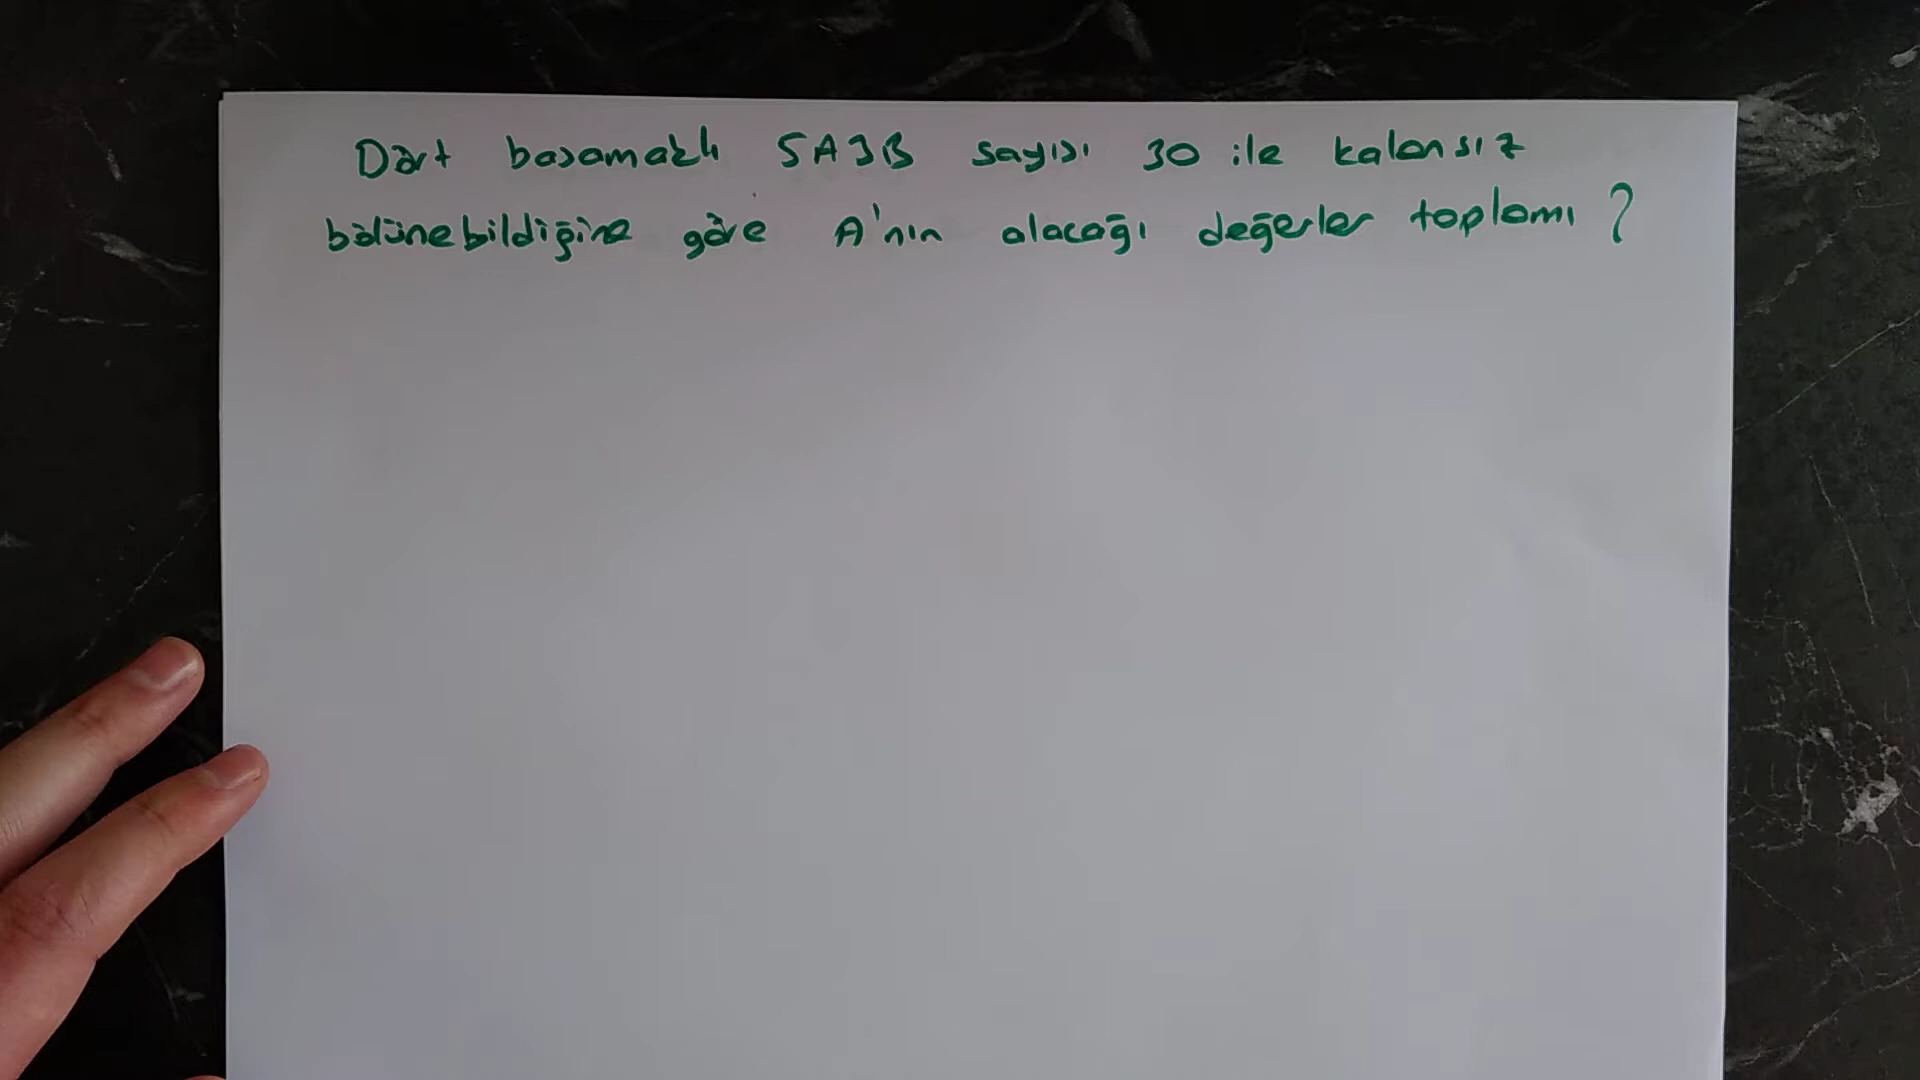 Dört basamaklı 5A3B sayısı 30 ile kalansız
bölünebildiğine göre A'nın alacağı değerler toplamı ?